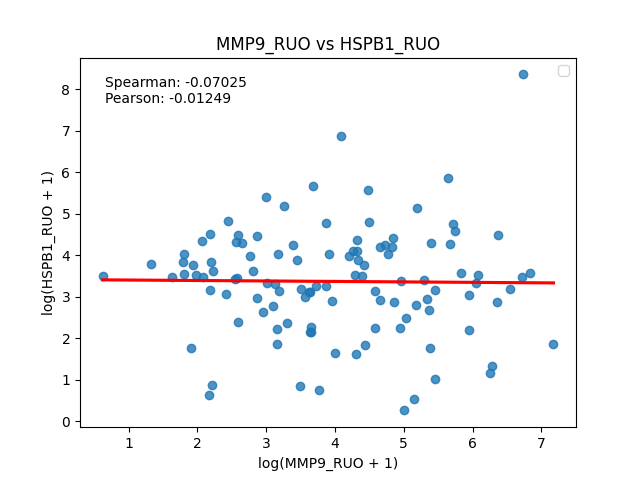 MMP9_RUO vs HSPB1_RUO
Spearman: -0.07025
Pearson: -0.01249
log(HSPB1_RUO + 1)
8
7
6
5
4
3
2
1
0
1 2 3 4 5 6 7
log(MMP9_RUO + 1)